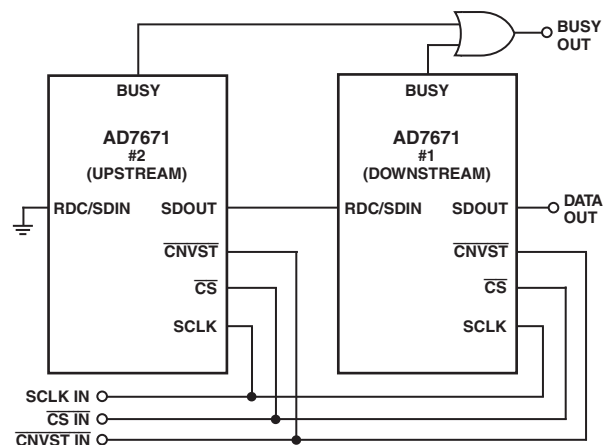 BUSY
OUT
BUSY
BUSY
AD7671
#2
(UPSTREAM)
AD7671
#1
(DOWNSTREAM)
RDC/SDIN
SDOUT
RDC/SDIN
SDOUT
DATA
OUT
CNVST
CNVST
CS
CS
SCLK
SCLK
SCLK IN
CS IN
CNVST IN